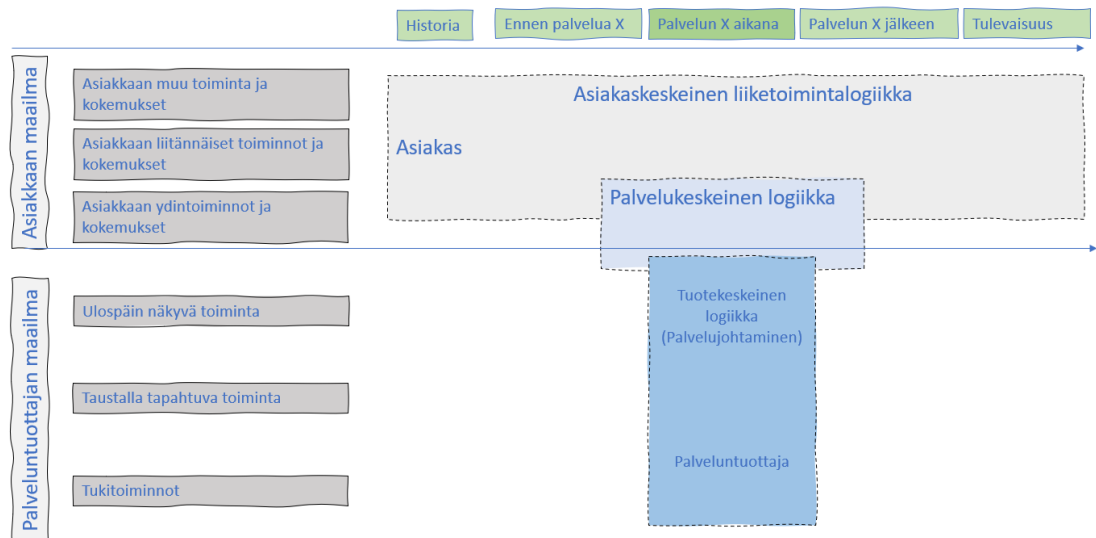 Historia
Ennen palvelua X
Palvelun X aikana
Palvelun X jälkeen
Tulevaisuus
Asiakkaan maailma
Asiakkaan muu toiminta ja
kokemukset
Asiakkaan liitännäiset toiminnot ja
kokemukset
Asiakkaan ydintoiminnot ja
kokemukset
Asiakaskeskeinen liiketoimintalogiikka
Asiakas
Palvelukeskeinen logiikka
Palveluntuottajan maailma
Ulospäin näkyvä toiminta
Taustalla tapahtuva toiminta
Tukitoiminnot
Tuotekeskeinen
logiikka
(Palvelujohtaminen)
Palveluntuottaja